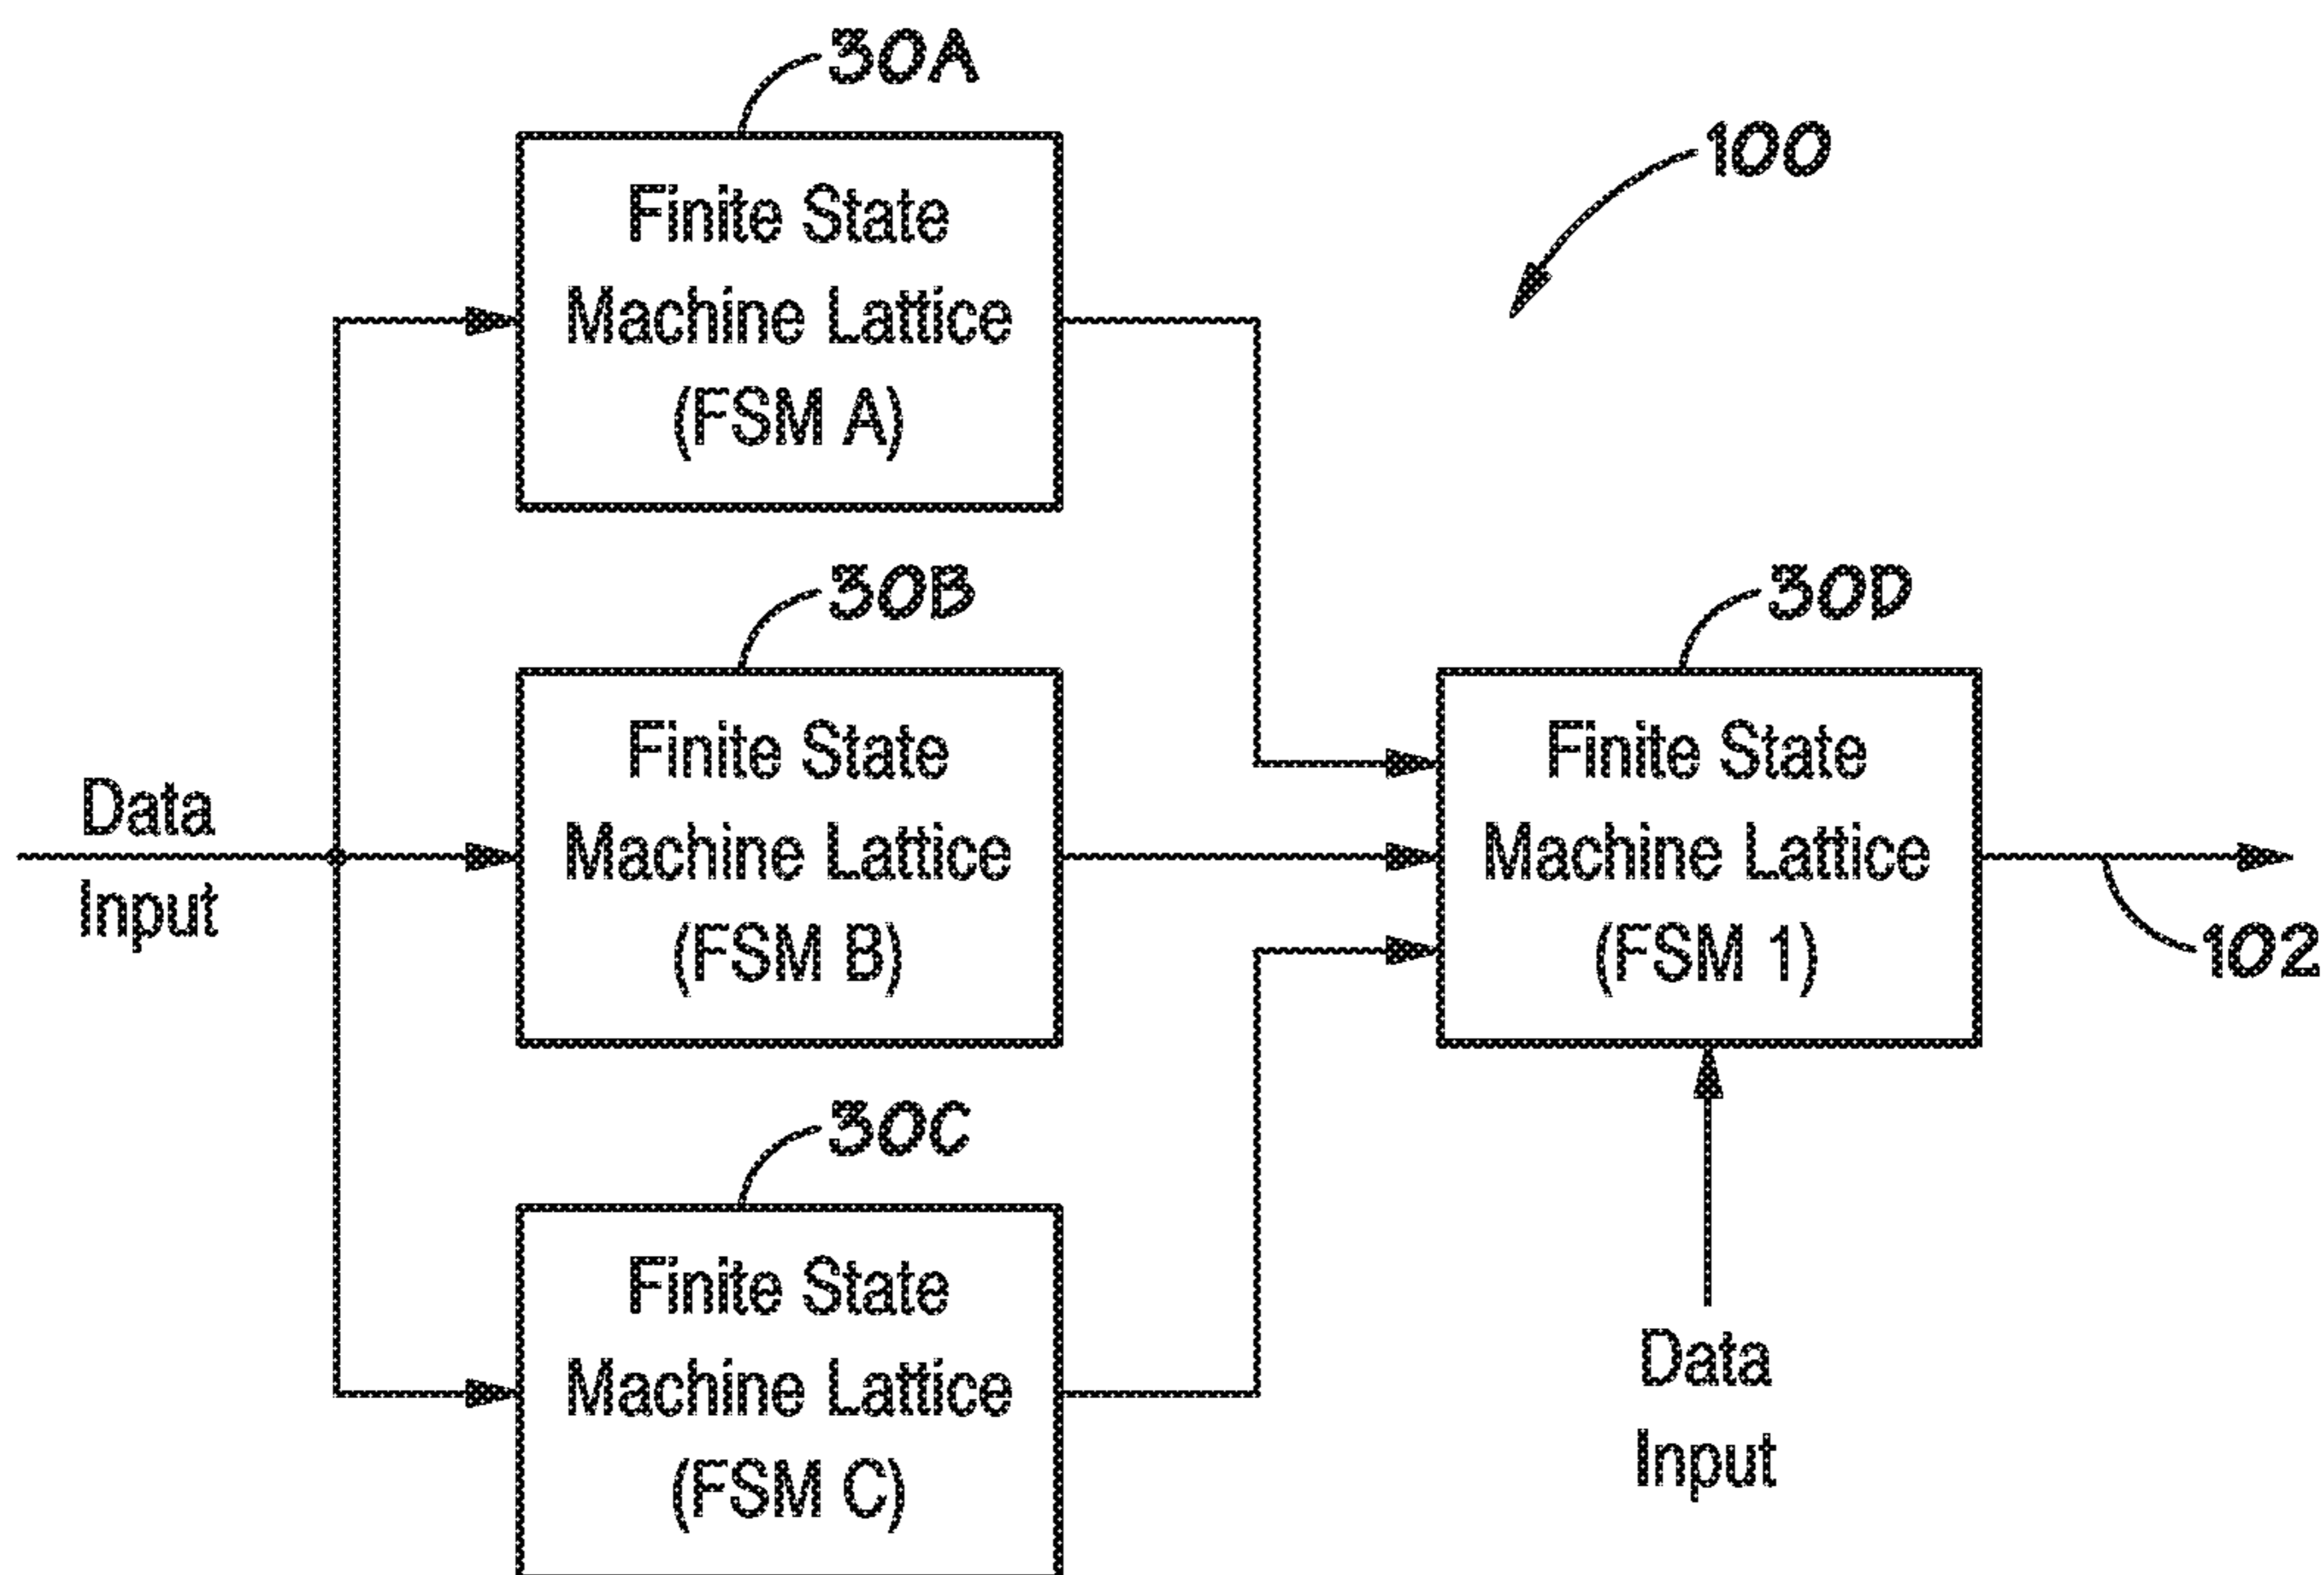 30A
100
Finite State
Machine Lattice
(FSM A)
30B
30D
Finite State
Machine Lattice
(FSM B)
Finite State
Machine Lattice
(FSM 1)
Data
Input
102
30C
Finite State
Machine Lattice
(FSM C)
Data
Input